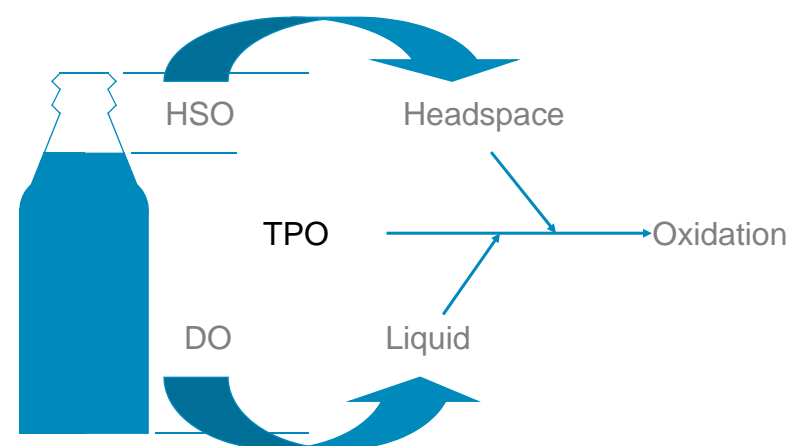 HSO
Headspace
TPO
Oxidation
DO
Liquid